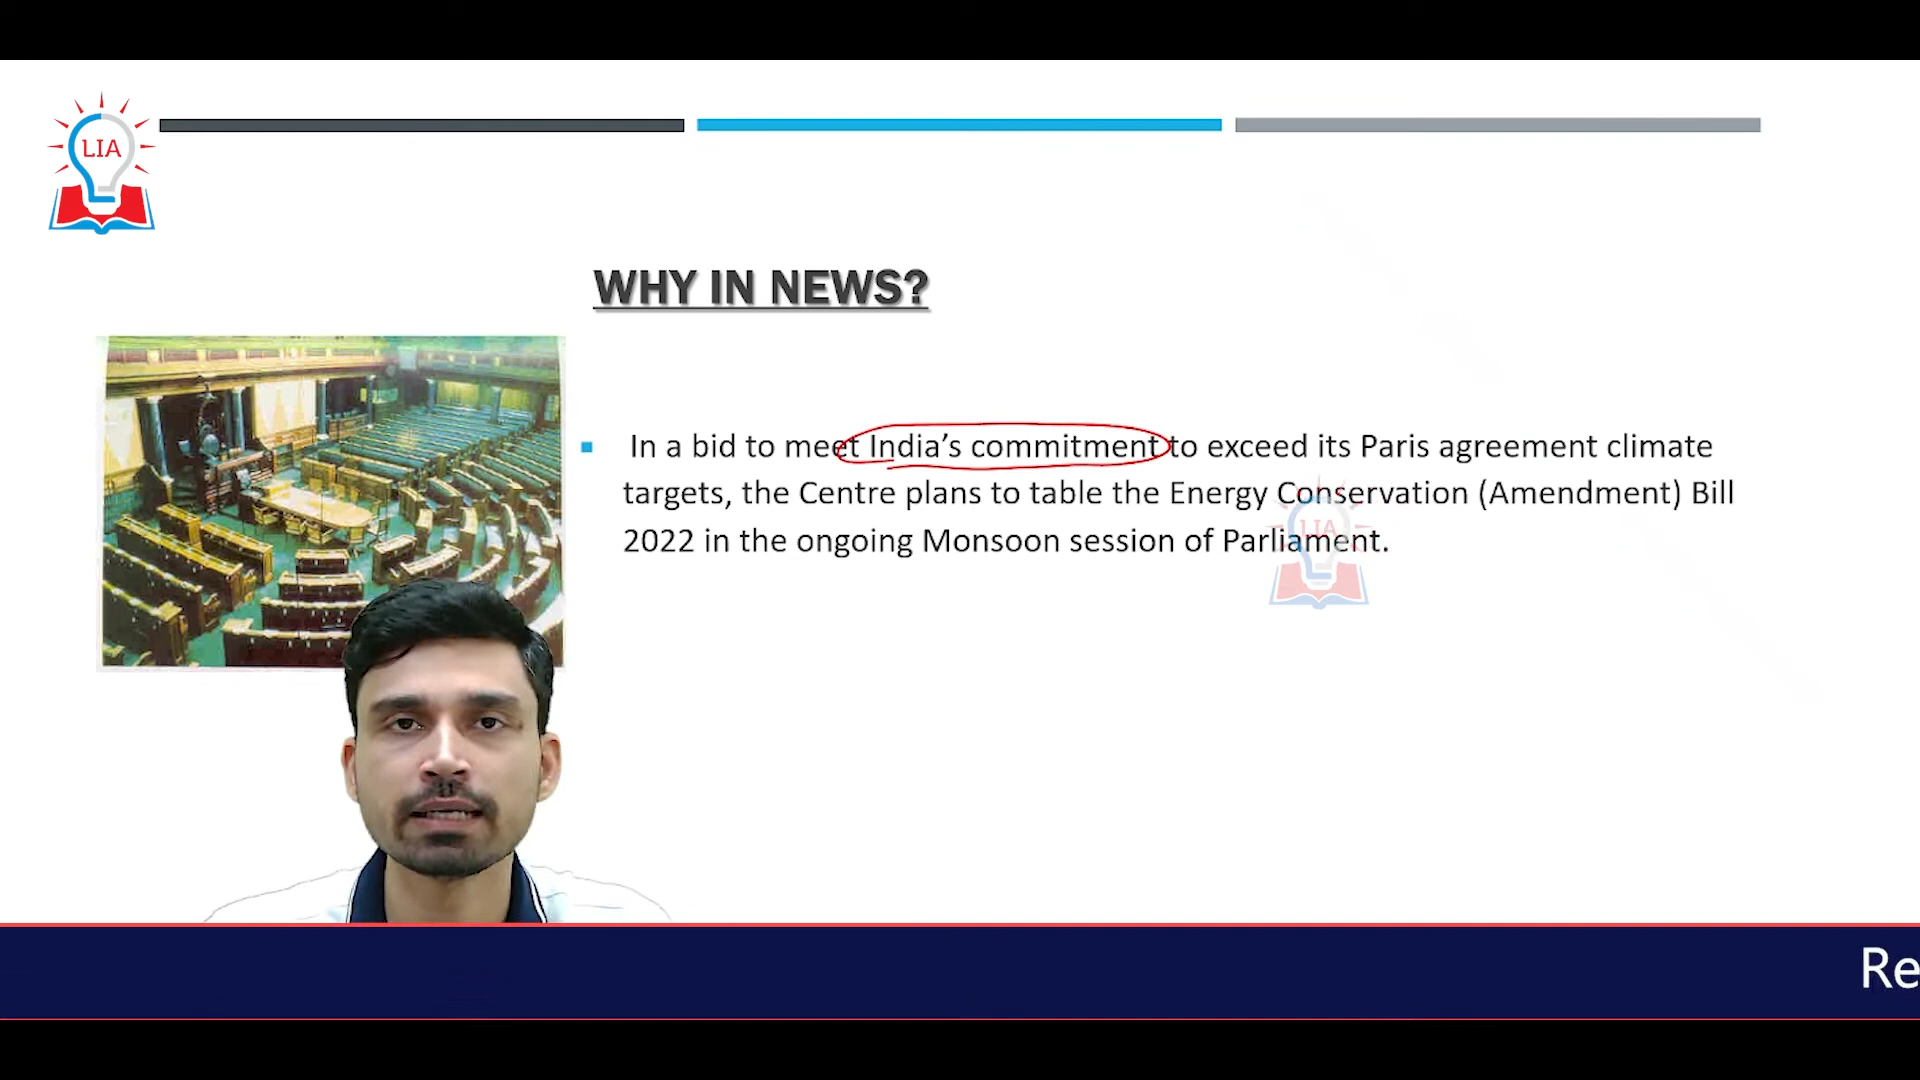 LIA
WHY IN NEWS?
In a bid to meet India’s commitment to exceed its Paris agreement climate
targets, the Centre plans to table the Energy Conservation (Amendment) Bill
2022 in the ongoing Monsoon session of Parliament.
LIA
Re